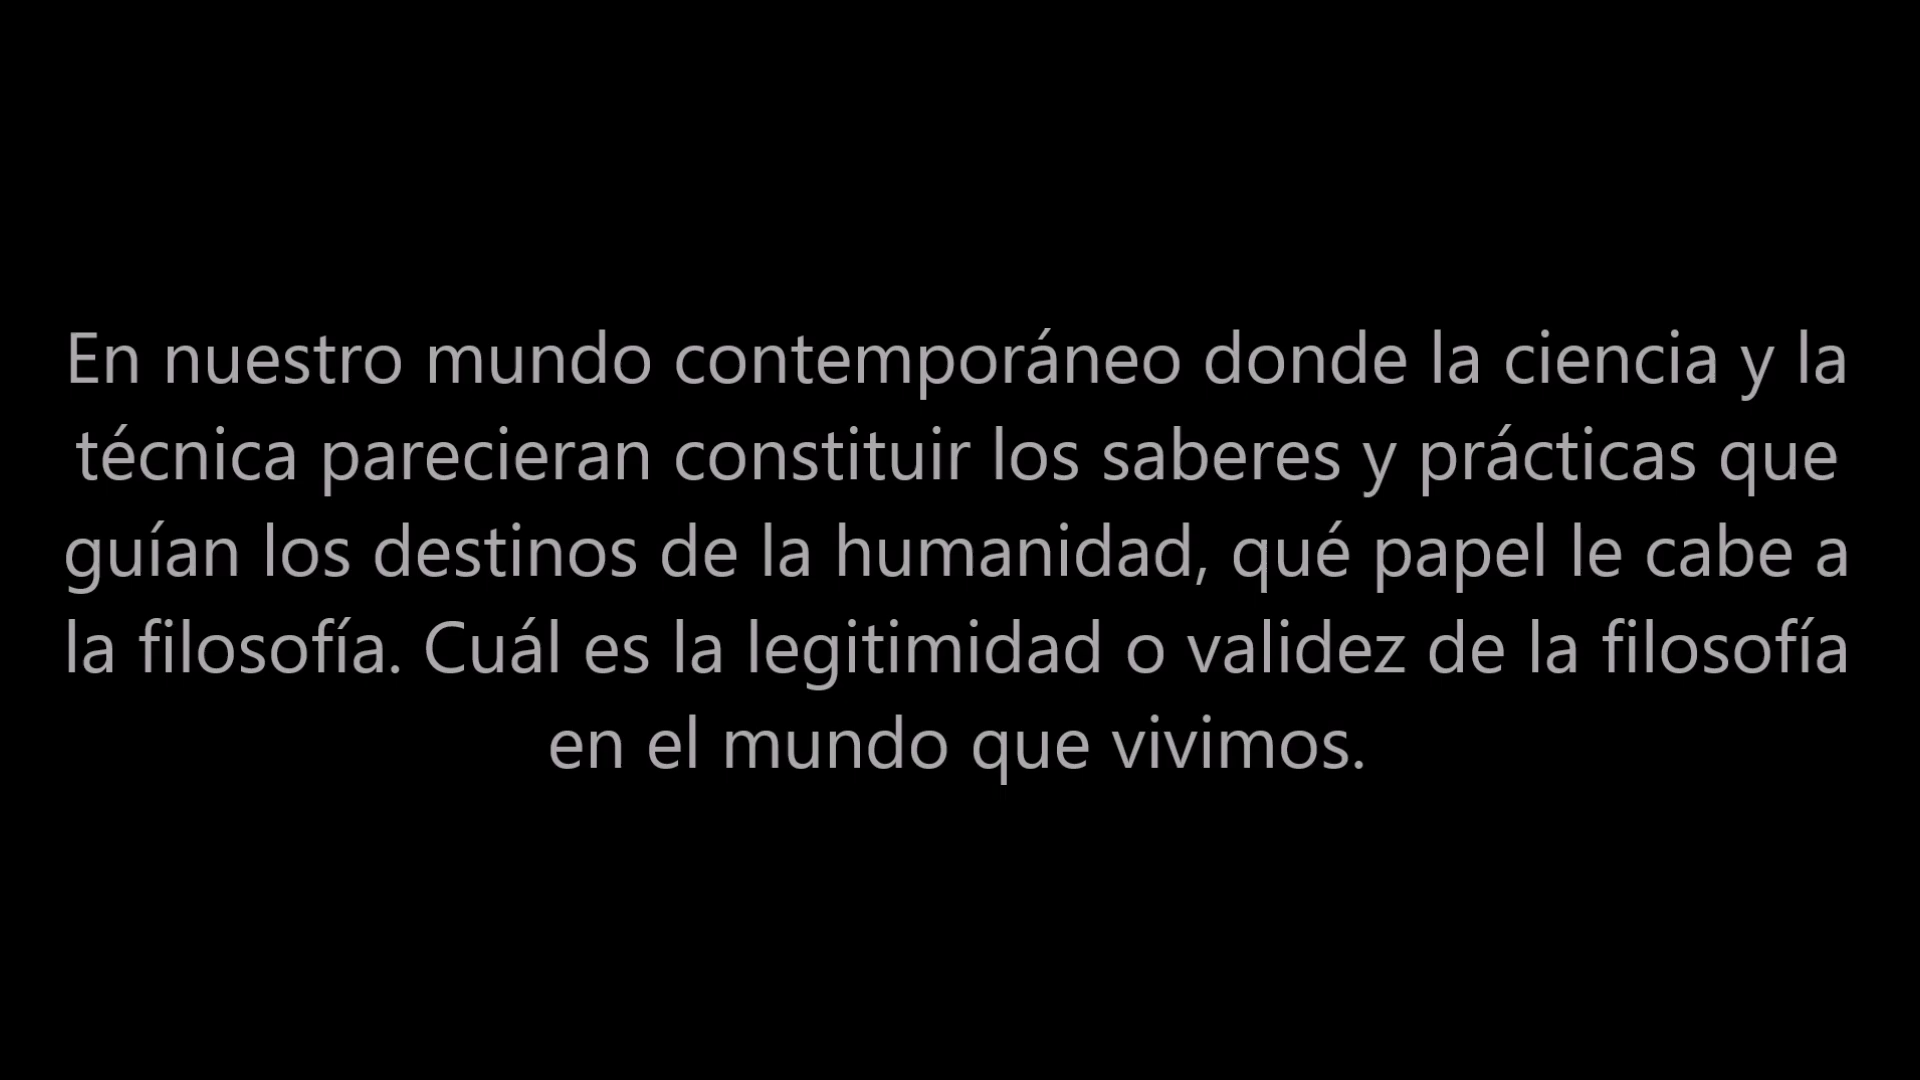 En nuestro mundo contemporáneo donde la ciencia y la
técnica parecieran constituir los saberes y prácticas que
guían los destinos de la humanidad, qué papel le cabe a
la filosofía. Cuál es la legitimidad o validez de la filosofía
en el mundo que vivimos.